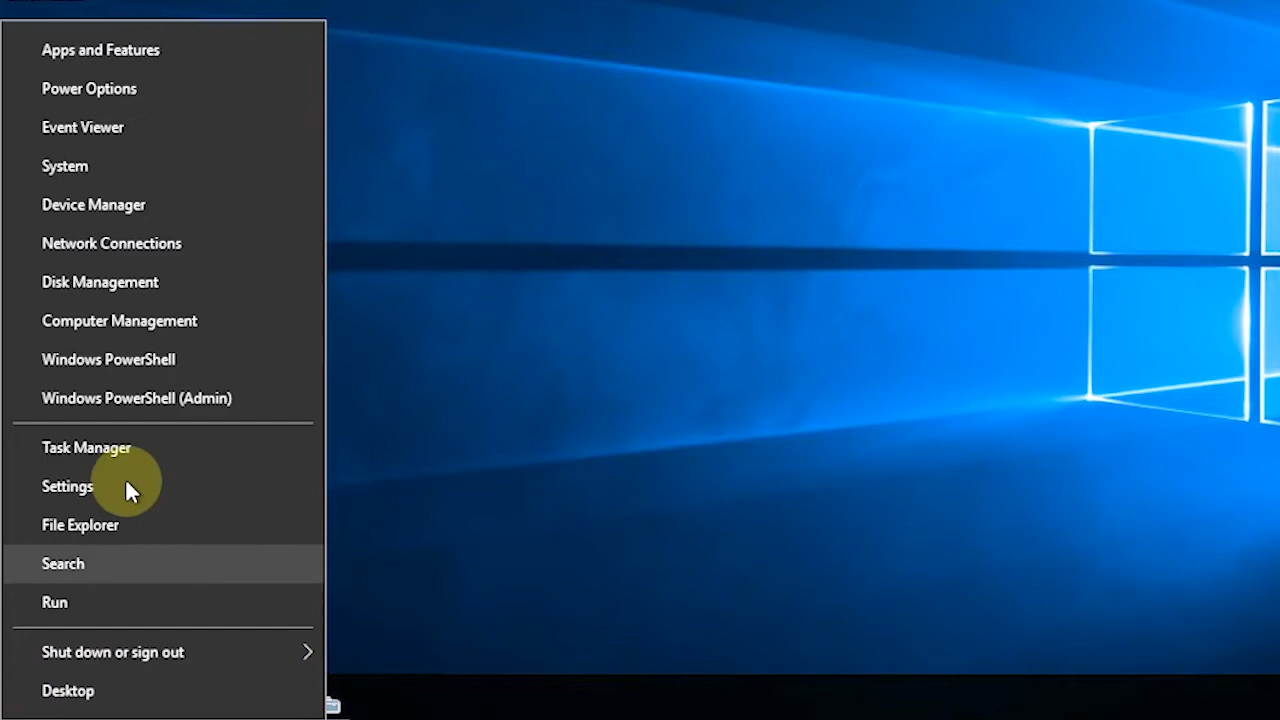 Apps and Features
Power Options
Event Viewer
System
Device Manager
Network Connections
Disk Management
Computer Management
Windows PowerShell
Windows PowerShell (Admin)
Task Manager
Settings
File Explorer
Search
Run
Shut down or sign out
Desktop